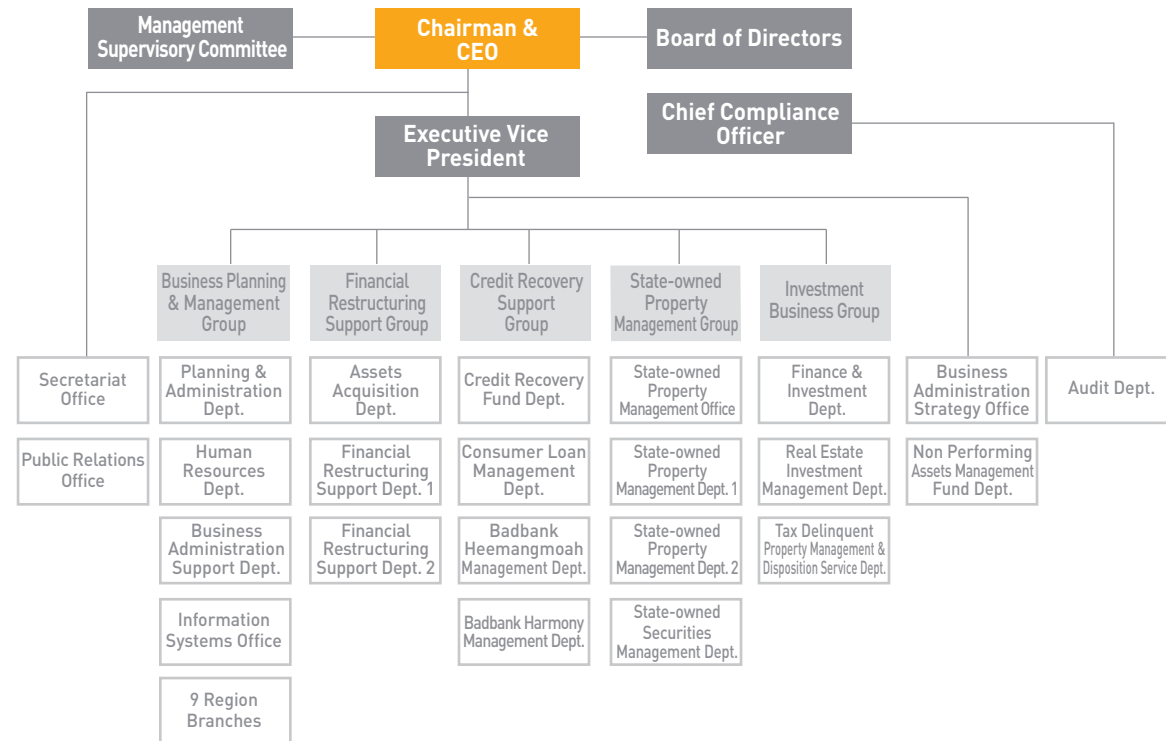 Management
Supervisory Committee
Chairman &
CEO
Board of Directors
Chief Compliance
Officer
Executive Vice
President
Business Planning
& Management
Group
Financial
Restructuring
Support Group
Credit Recovery
Support
Group
State-owned
Property
Management Group
Investment
Business Group
Secretariat
Office
Planning &
Administration
Dept.
Assets
Acquisition
Dept.
Credit Recovery
Fund Dept.
State-owned
Property
Management Office
Finance &
Investment
Dept.
Business
Administration
Strategy Office
Audit Dept.
Public Relations
Office
Human
Resources
Dept.
Financial
Restructuring
Support Dept. 1
Consumer Loan
Management
Dept.
State-owned
Property
Management Dept. 1
Real Estate
Investment
Management Dept.
Non Performing
Assets Management
Fund Dept.
Business
Administration
Support Dept.
Financial
Restructuring
Support Dept. 2
Badbank
Heemangmoah
Management Dept.
State-owned
Property
Management Dept. 2
Tax Delinquent
Property Management &
Disposition Service Dept.
Information
Systems Office
Badbank Harmony
Management Dept.
State-owned
Securities
Management Dept.
9 Region
Branches